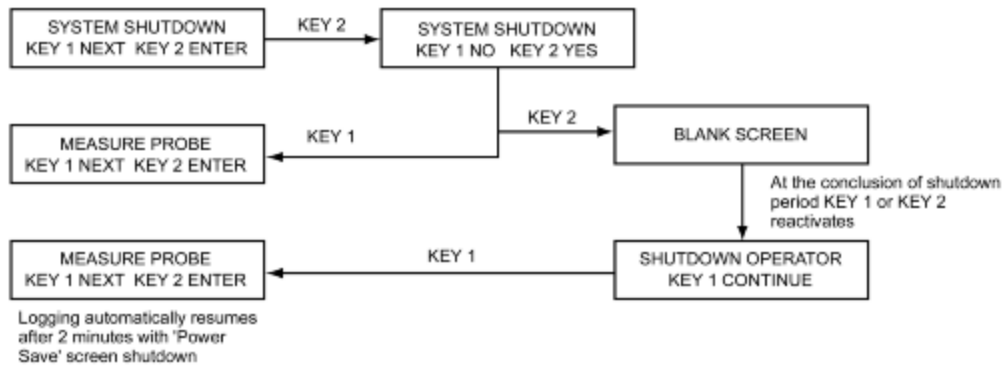 SYSTEM SHUTDOWN
KEY 1 NEXT KEY 2 ENTER
KEY 2
SYSTEM SHUTDOWN
KEY 1 NO KEY 2 YES
MEASURE PROBE
KEY 1 NEXT KEY 2 ENTER
KEY 1
KEY 2
BLANK SCREEN
At the conclusion of shutdown
period KEY 1 or KEY 2
reactivates
MEASURE PROBE
KEY 1 NEXT KEY 2 ENTER
KEY 1
SHUTDOWN OPERATOR
KEY 1 CONTINUE
Logging automatically resumes
after 2 minutes with 'Power
Save' screen shutdown